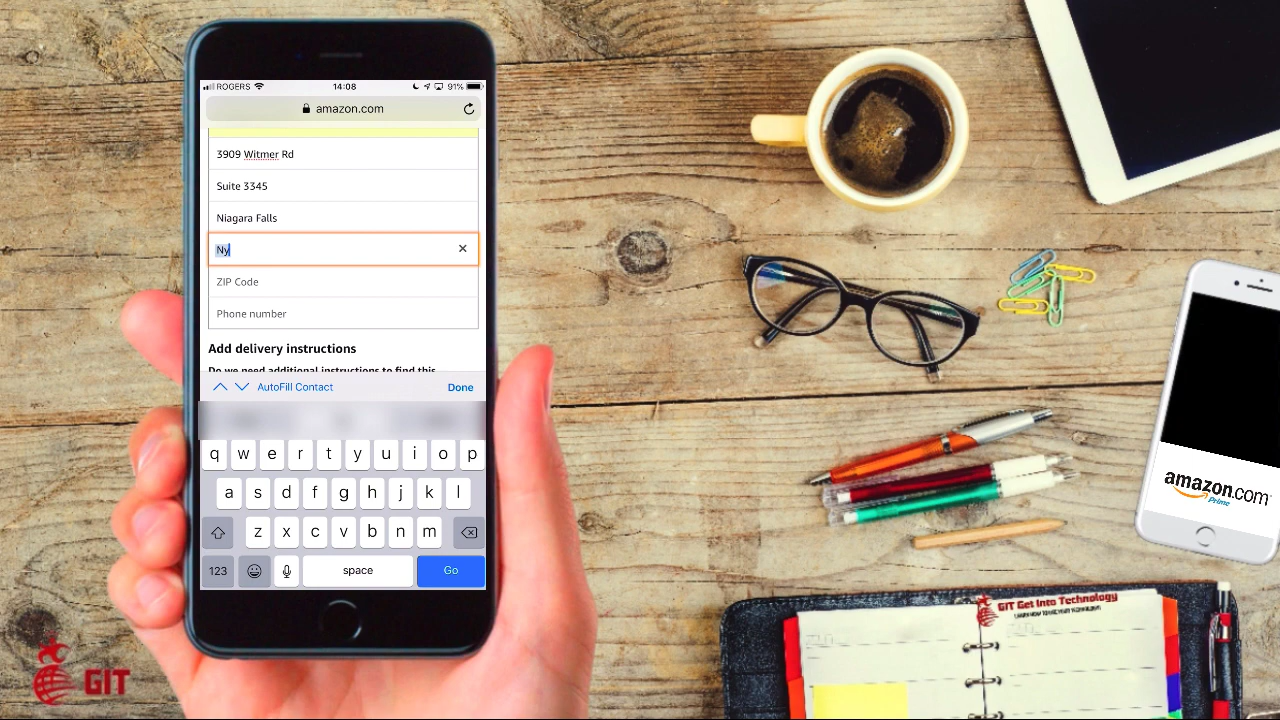 ROGERS 14:08 91%
amazon.com
3909 Witmer Rd
Suite 3345
Niagara Falls
Ny
ZIP Code
Phone number
Add delivery instructions
AutoFill Contact Done
q w e r t y u i o p
a s d f g h j k l
z x c v b n m
123 space Go
GIT
amazon.com
Prime
GIT Get Into Technology